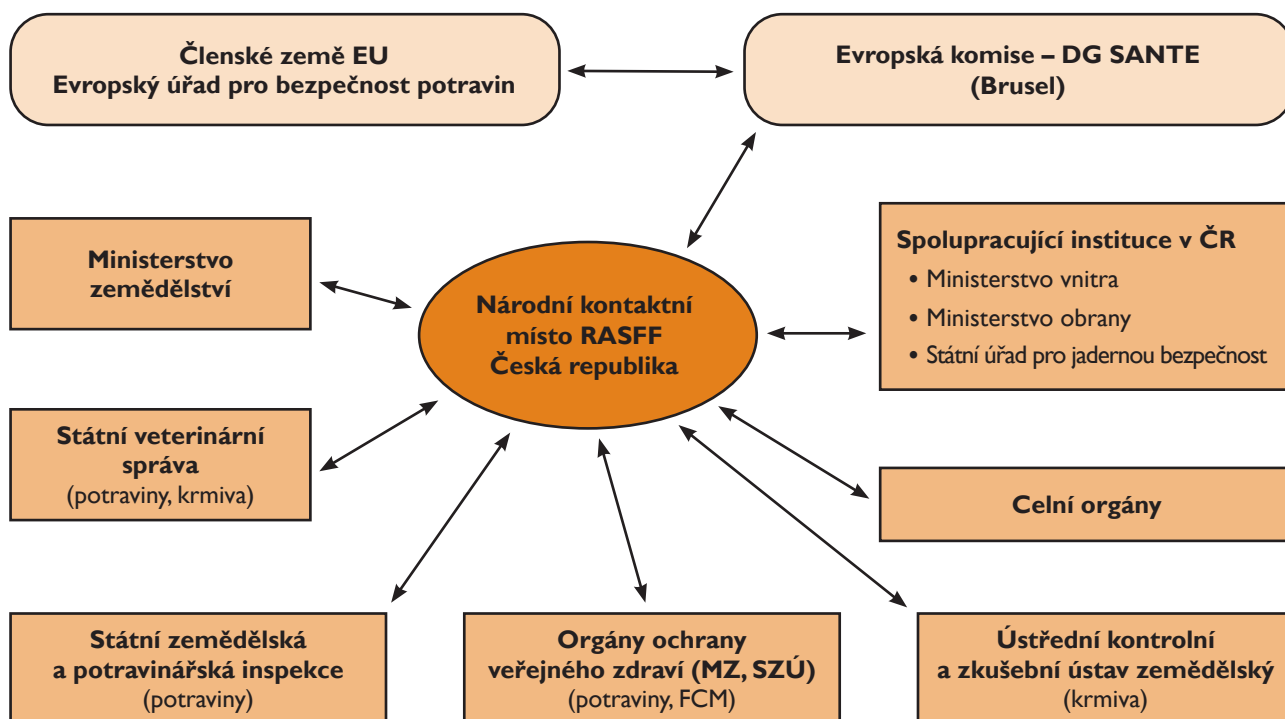 Členské země EU
Evropský úřad pro bezpečnost potravin
Evropská komise – DG SANTE
(Brusel)
Ministerstvo
zemědělství
Národní kontaktní
místo RASFF
Česká republika
Spolupracující instituce v ČR
• Ministerstvo vnitra
• Ministerstvo obrany
• Státní úřad pro jadernou bezpečnost
Státní veterinární
správa
(potraviny, krmiva)
Celní orgány
Státní zemědělská
a potravinářská inspekce
(potraviny)
Orgány ochrany
veřejného zdraví (MZ, SZÚ)
(potraviny, FCM)
Ústřední kontrolní
a zkušební ústav zemědělský
(krmiva)